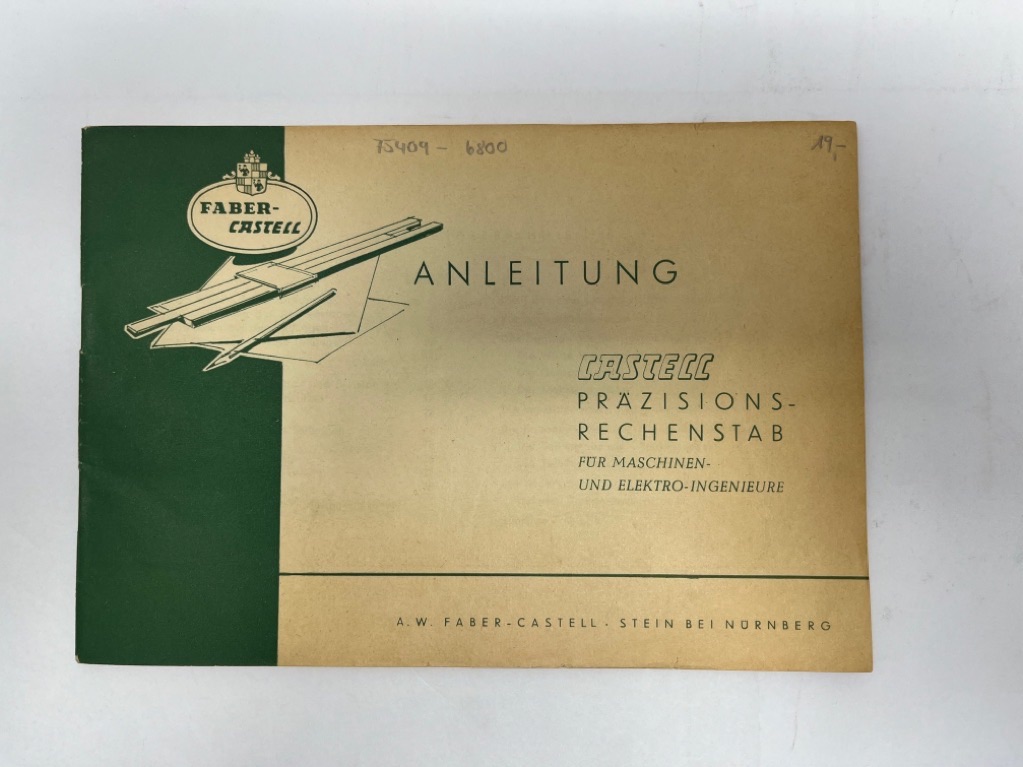 75409 - 6800
19,-
FABER-
CASTELL
ANLEITUNG
CASTELL
PRÄZISIONS-
RECHENSTAB
FÜR MASCHINEN-
UND ELEKTRO-INGENIEURE
A. W. FABER-CASTELL · STEIN BEI NÜRNBERG